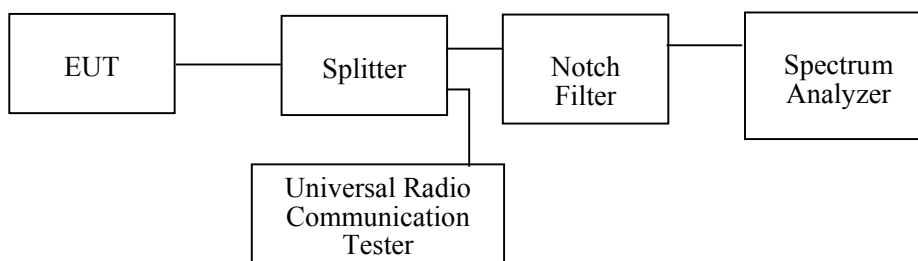 EUT
Splitter
Notch
Filter
Spectrum
Analyzer
Universal Radio
Communication
Tester